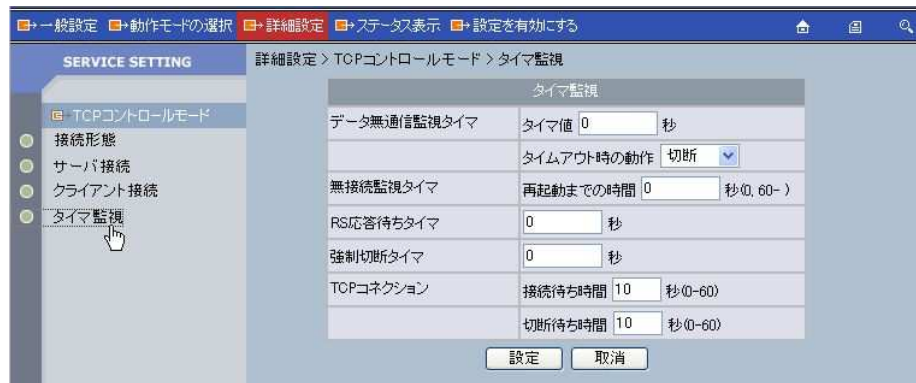 一般設定 動作モードの選択 詳細設定 ステータス表示 設定を有効にする
SERVICE SETTING
詳細設定 > TCPコントロールモード > タイマ監視
TCPコントロールモード
接続形態
サーバ接続
クライアント接続
タイマ監視
タイマ監視
データ無通信監視タイマ タイマ値 0 秒
タイムアウト時の動作 切断
無接続監視タイマ 再起動までの時間 0 秒(0, 60- )
RS応答待ちタイマ 0 秒
強制切断タイマ 0 秒
TCPコネクション 接続待ち時間 10 秒(0-60)
切断待ち時間 10 秒(0-60)
設定 取消